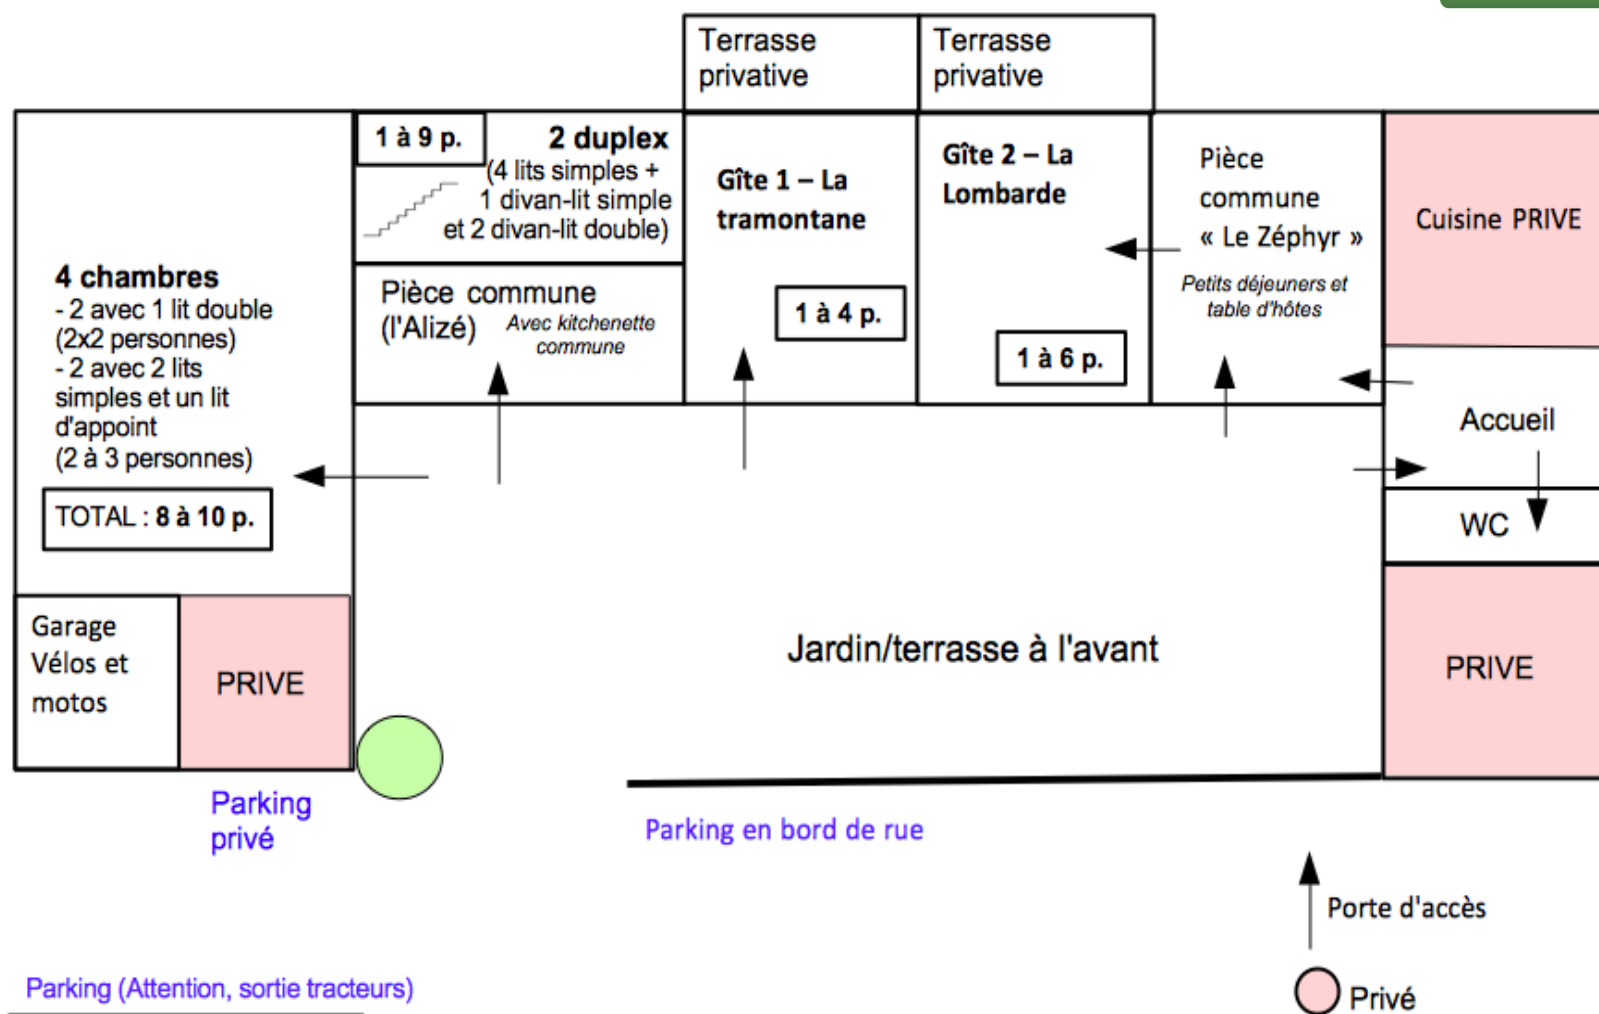 Terrasse
privative
Terrasse
privative
1 à 9 p.
2 duplex
(4 lits simples +
1 divan-lit simple
et 2 divan-lit double)
Gîte 1 – La
tramontane
1 à 4 p.
Gîte 2 – La
Lombarde
1 à 6 p.
Pièce
commune
« Le Zéphyr »
Petits déjeuners et
table d'hôtes
Cuisine PRIVE
4 chambres
- 2 avec 1 lit double
(2x2 personnes)
- 2 avec 2 lits
simples et un lit
d'appoint
(2 à 3 personnes)
TOTAL : 8 à 10 p.
Pièce commune
(l'Alizé)
Avec kitchenette
commune
Accueil
WC
Garage
Vélos et
motos
PRIVE
Jardin/terrasse à l'avant
PRIVE
Parking
privé
Parking en bord de rue
Porte d'accès
Privé
Parking (Attention, sortie tracteurs)